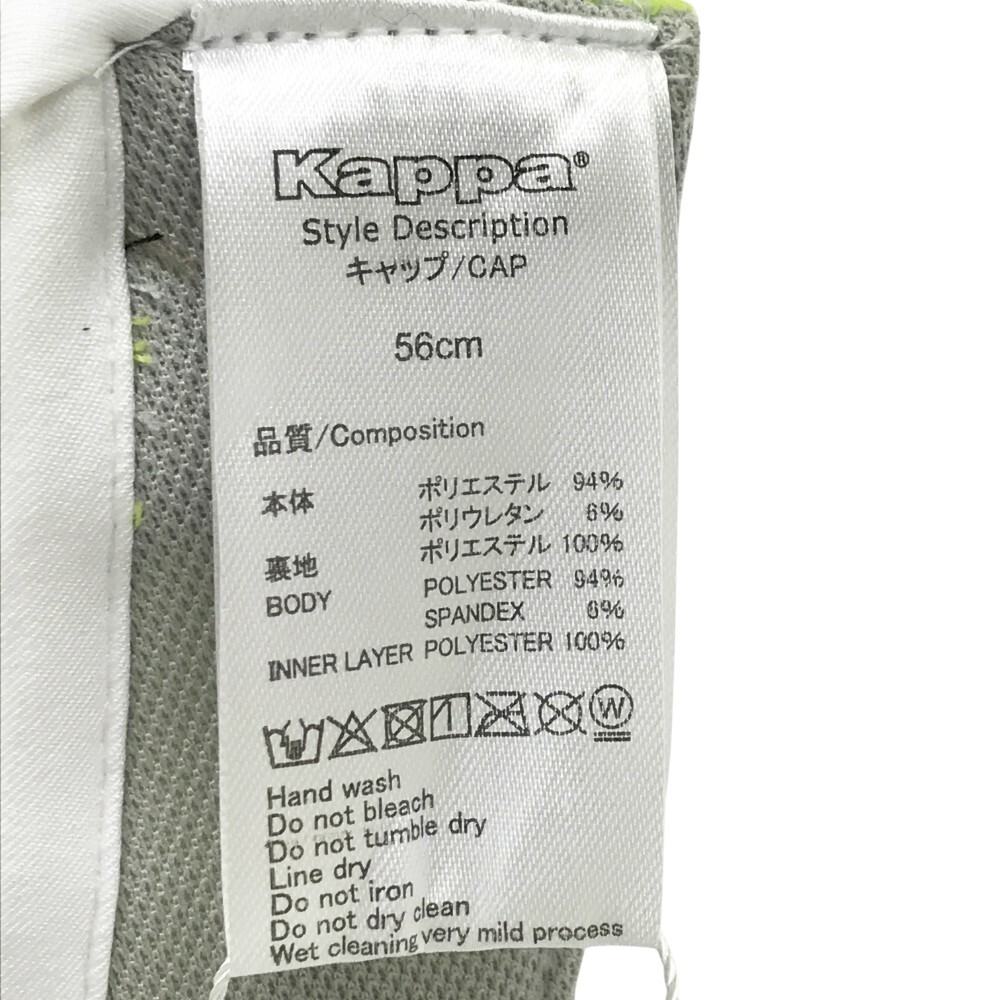 Kappa®
Style Description
キャップ/CAP
56cm
品質/Composition
本体 ポリエステル 94%
ポリウレタン 6%
裏地 ポリエステル 100%
BODY POLYESTER 94%
SPANDEX 6%
INNER LAYER POLYESTER 100%
W
Hand wash
Do not bleach
Do not tumble dry
Line dry
Do not iron
Do not dry clean
Wet cleaning very mild process